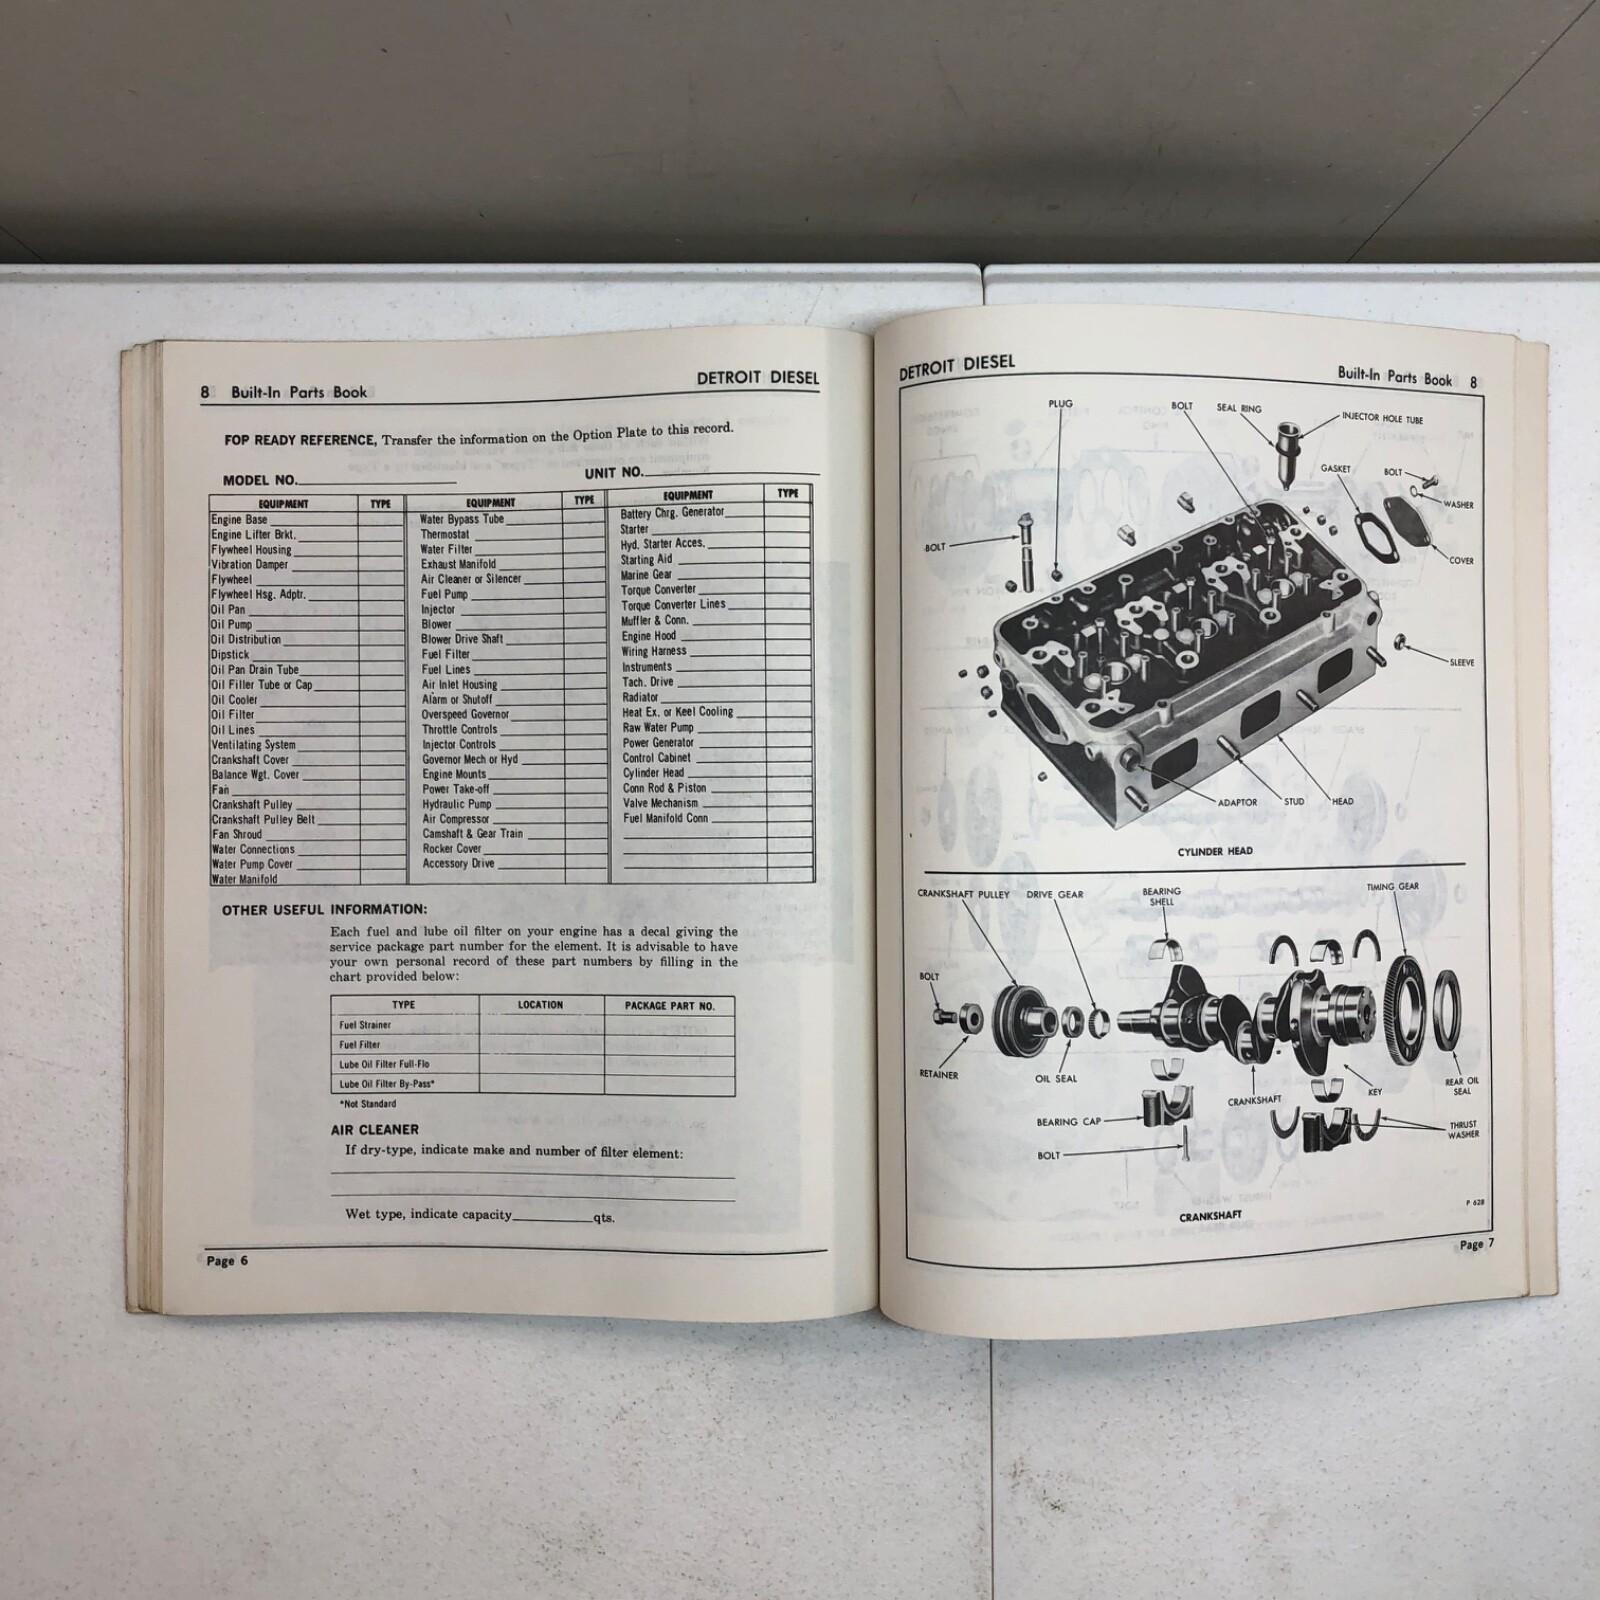 8 Built-In Parts Book DETROIT DIESEL
FOP READY REFERENCE, Transfer the information on the Option Plate to this record.
MODEL NO. UNIT NO.
EQUIPMENT TYPE EQUIPMENT TYPE EQUIPMENT TYPE
Engine Base Water Bypass Tube Battery Chrg. Generator
Engine Lifter Brkt. Thermostat Starter
Flywheel Housing Water Filter Hyd. Starter Acces.
Vibration Damper Exhaust Manifold Starting Aid
Flywheel Air Cleaner or Silencer Marine Gear
Flywheel Hsg. Adptr. Fuel Pump Torque Converter
Oil Pan Injector Torque Converter Lines
Oil Pump Blower Muffler & Conn.
Oil Distribution Blower Drive Shaft Engine Hood
Dipstick Fuel Filter Wiring Harness
Oil Pan Drain Tube Fuel Lines Instruments
Oil Filler Tube or Cap Air Inlet Housing Tach. Drive
Oil Cooler Alarm or Shutoff Radiator
Oil Filter Overspeed Governor Heat Ex. or Keel Cooling
Oil Lines Throttle Controls Raw Water Pump
Ventilating System Injector Controls Power Generator
Crankshaft Cover Governor Mech or Hyd Control Cabinet
Balance Wgt. Cover Engine Mounts Cylinder Head
Fan Power Take-off Conn Rod & Piston
Crankshaft Pulley Hydraulic Pump Valve Mechanism
Crankshaft Pulley Belt Air Compressor Fuel Manifold Conn
Fan Shroud Camshaft & Gear Train
Water Connections Rocker Cover
Water Pump Cover Accessory Drive
Water Manifold
OTHER USEFUL INFORMATION:
Each fuel and lube oil filter on your engine has a decal giving the
service package part number for the element. It is advisable to have
your own personal record of these part numbers by filling in the
chart provided below:
TYPE LOCATION PACKAGE PART NO.
Fuel Strainer
Fuel Filter
Lube Oil Filter Full-Flo
Lube Oil Filter By-Pass*
*Not Standard
AIR CLEANER
If dry-type, indicate make and number of filter element:
Wet type, indicate capacity qts.
Page 6
DETROIT DIESEL Built-In Parts Book 8
PLUG BOLT SEAL RING INJECTOR HOLE TUBE
GASKET BOLT
WASHER
BOLT
COVER
SLEEVE
ADAPTOR STUD HEAD
CYLINDER HEAD
CRANKSHAFT PULLEY DRIVE GEAR BEARING SHELL TIMING GEAR
BOLT
RETAINER OIL SEAL CRANKSHAFT KEY REAR OIL SEAL
BEARING CAP THRUST WASHER
BOLT
P 628
CRANKSHAFT
Page 7